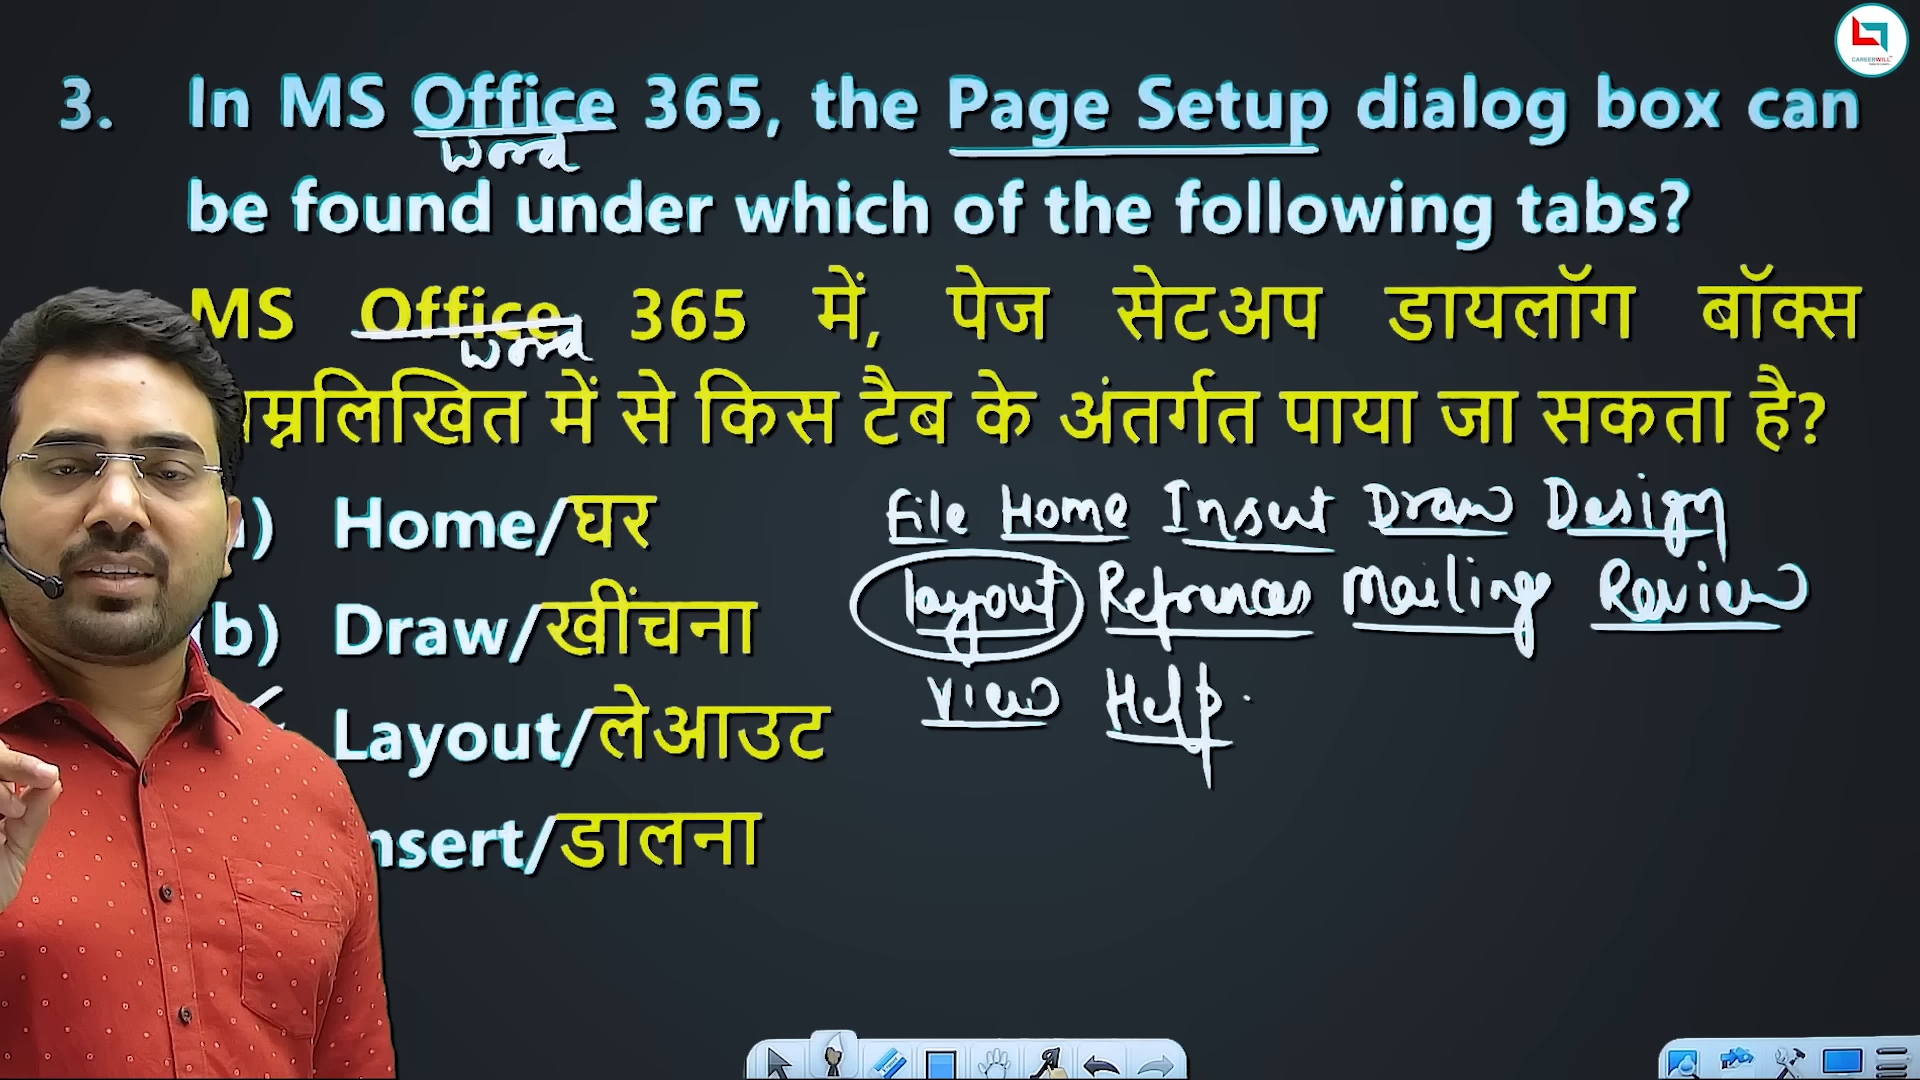 CAREERWILL
3. In MS Office 365, the Page Setup dialog box can
word
be found under which of the following tabs?
MS Office 365 में, पेज सेटअप डायलॉग बॉक्स
word
म्नलिखित में से किस टैब के अंतर्गत पाया जा सकता है?
) Home/घर
File Home Insert Draw Design
(b) Draw/खींचना
layout Refrences Mailings Review
Layout/लेआउट
View Help
nsert/डालना